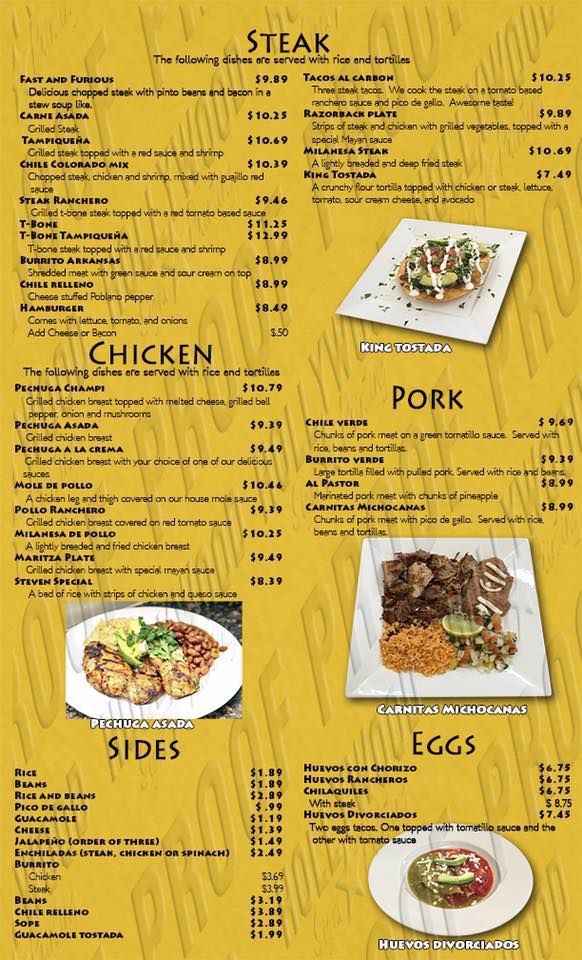 STEAK
The following dishes are served with rice and tortillas
FAST AND FURIOUS $9.89
Delicious chopped steak with pinto beans and bacon in a
stew soup like.
CARNE ASADA $10.25
Grilled Steak
TAMPIQUEÑA $10.69
Grilled steak topped with a red sauce and shrimp
CHILE COLORADO MIX $10.39
Chopped steak, chicken and shrimp, mixed with guajillo red
sauce
STEAK RANCHERO $9.46
Grilled t-bone steak topped with a red tomato based sauce
T-BONE $11.25
T-BONE TAMPIQUEÑA $12.99
T-bone steak topped with a red sauce and shrimp
BURRITO ARKANSAS $8.99
Shredded meat with green sauce and sour cream on top
CHILE RELLENO $8.99
Cheese stuffed Poblano pepper
HAMBURGER $8.49
Comes with lettuce, tomato, and onions
Add Cheese or Bacon $.50
TACOS AL CARBON $10.25
Three steak tacos. We cook the steak on a tomato based
ranchero sauce and pico de gallo. Awesome taste!
RAZORBACK PLATE $9.89
Strips of steak and chicken with grilled vegetables, topped with a
special Mayan sauce
MILANESA STEAK $10.69
A lightly breaded and deep fried steak
KING TOSTADA $7.49
A crunchy flour tortilla topped with chicken or steak, lettuce,
tomato, sour cream cheese, and avocado
KING TOSTADA
CHICKEN
The following dishes are served with rice and tortillas
PECHUGA CHAMPI $10.79
Grilled chicken breast topped with melted cheese, grilled bell
pepper, onion and mushrooms
PECHUGA ASADA $9.39
Grilled chicken breast
PECHUGA A LA CREMA $9.49
Grilled chicken breast with your choice of one of our delicious
sauces
MOLE DE POLLO $10.46
A chicken leg and thigh covered on our house mole sauce
POLLO RANCHERO $9.39
Grilled chicken breast covered on red tomato sauce
MILANESA DE POLLO $10.25
A lightly breaded and fried chicken breast
MARITZA PLATE $9.49
Grilled chicken breast with special mayan sauce
STEVEN SPECIAL $8.39
A bed of rice with strips of chicken and queso sauce
PECHUGA ASADA
PORK
CHILE VERDE $ 9.69
Chunks of pork meat on a green tomatillo sauce. Served with
rice, beans and tortillas.
BURRITO VERDE $9.39
Large tortilla filled with pulled pork. Served with rice and beans.
AL PASTOR $8.99
Marinated pork meat with chunks of pineapple
CARNITAS MICHOCANAS $8.99
Chunks of pork meat with pico de gallo. Served with rice,
beans and tortillas.
CARNITAS MICHOCANAS
SIDES
RICE $1.89
BEANS $1.89
RICE AND BEANS $2.89
PICO DE GALLO $ .99
GUACAMOLE $1.19
CHEESE $1.39
JALAPEÑO (ORDER OF THREE) $1.49
ENCHILADAS (STEAK, CHICKEN OR SPINACH) $2.49
BURRITO
Chicken $3.69
Steak $3.99
BEANS $3.19
CHILE RELLENO $3.89
SOPE $2.89
GUACAMOLE TOSTADA $1.99
EGGS
HUEVOS CON CHORIZO $6.75
HUEVOS RANCHEROS $6.75
CHILAQUILES $6.75
With steak $ 8.75
HUEVOS DIVORCIADOS $7.45
Two eggs tacos. One topped with tomatillo sauce and the
other with tomato sauce
HUEVOS DIVORCIADOS